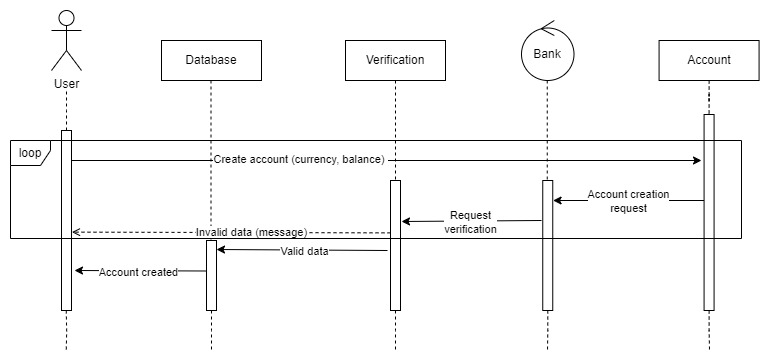 User
Database
Verification
Bank
Account
loop
Create account (currency, balance)
Account creation
request
Request
verification
Invalid data (message)
Valid data
Account created